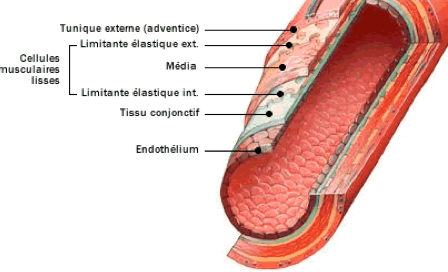 Tunique externe (adventice)
Limitante élastique ext.
Cellules
musculaires
lisses
Média
Limitante élastique int.
Tissu conjonctif
Endothélium